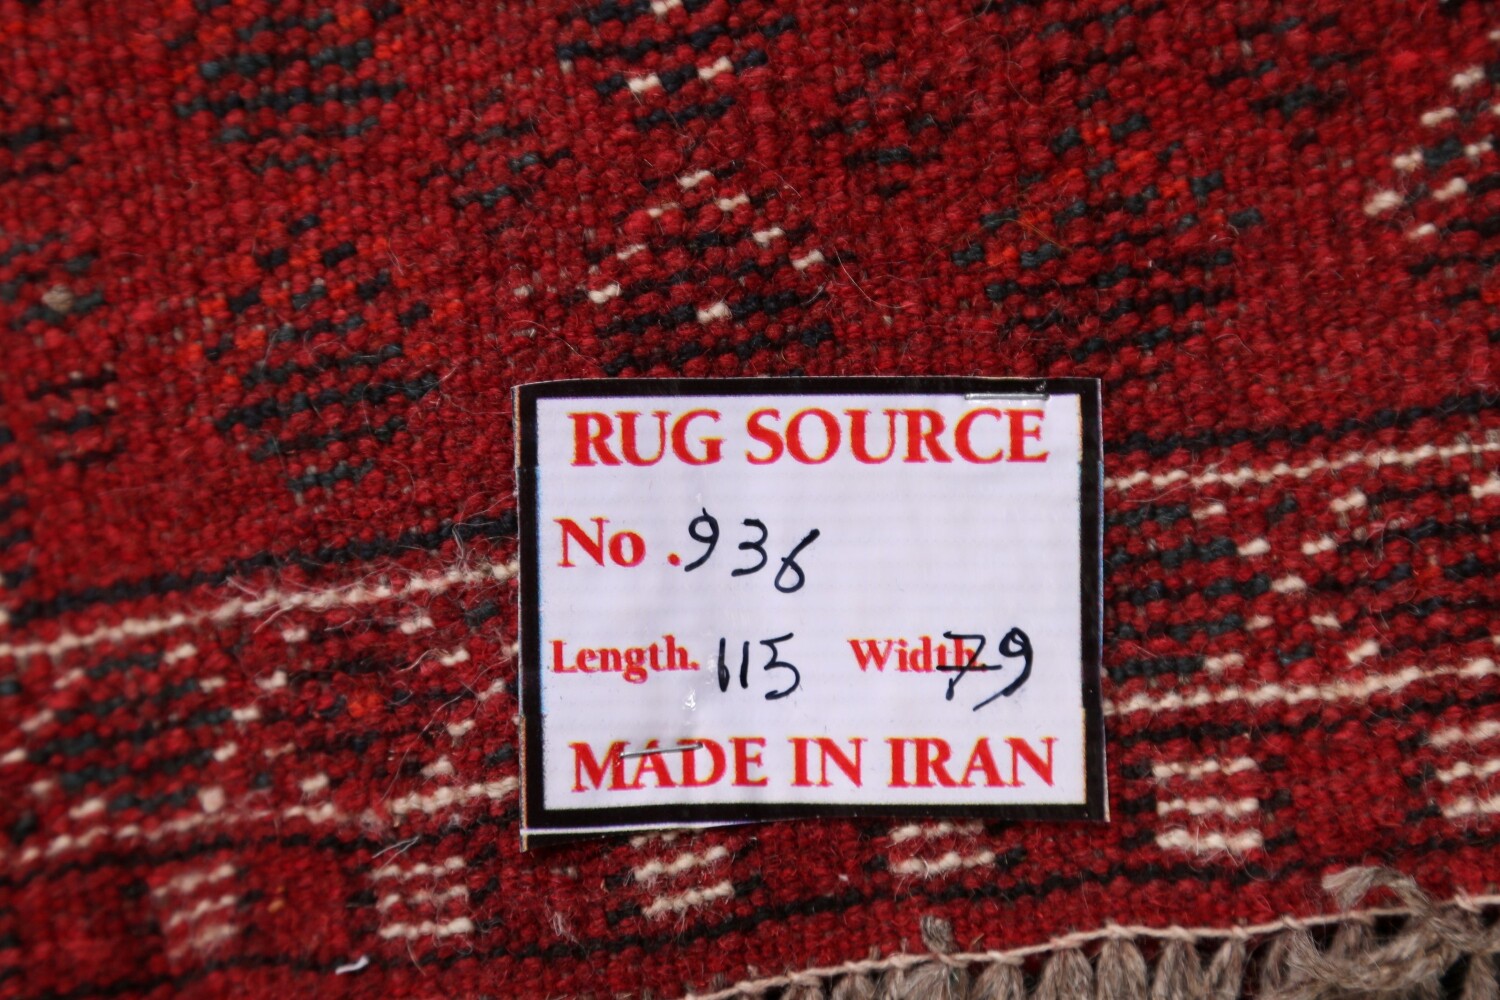 RUG SOURCE
No. 936
Length. 115 Width. 79
MADE IN IRAN